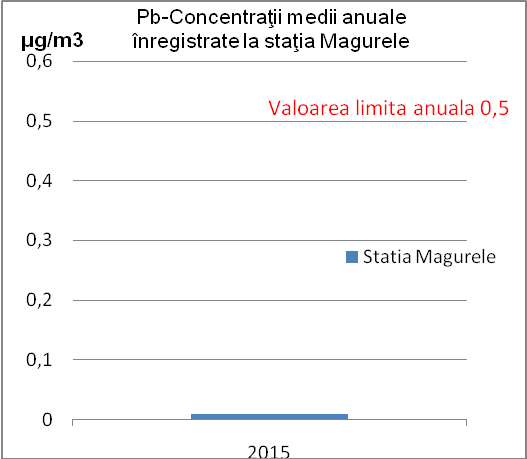 Pb-Concentraţii medii anuale
înregistrate la staţia Magurele
µg/m3
0,6
Valoarea limita anuala 0,5
0,5
0,4
0,3
Statia Magurele
0,2
0,1
0
2015